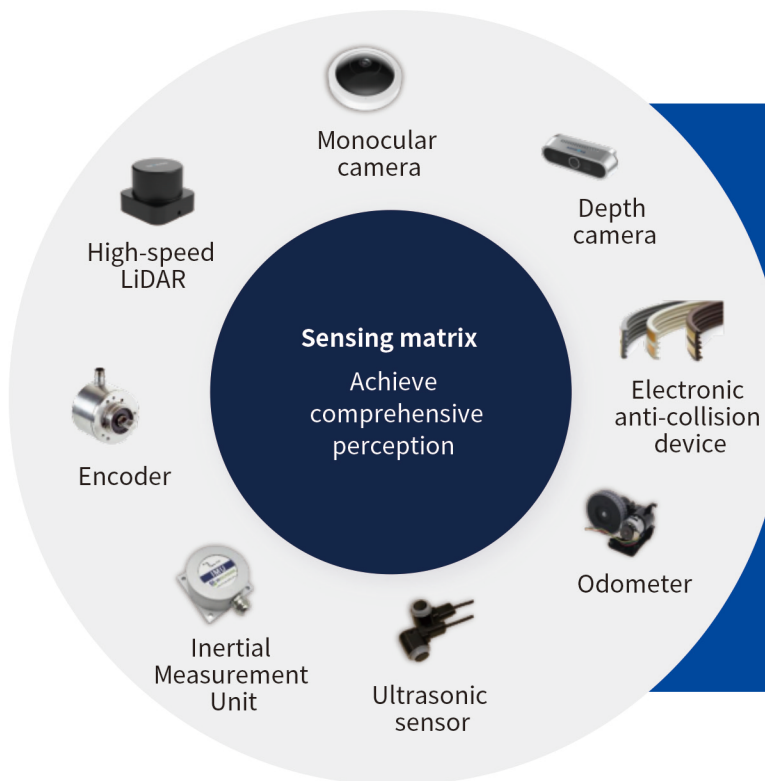 Monocular
camera
Depth
camera
High-speed
LiDAR
Sensing matrix
Achieve
comprehensive
perception
Electronic
anti-collision
device
Encoder
Odometer
IMU
Inertial
Measurement
Unit
Ultrasonic
sensor